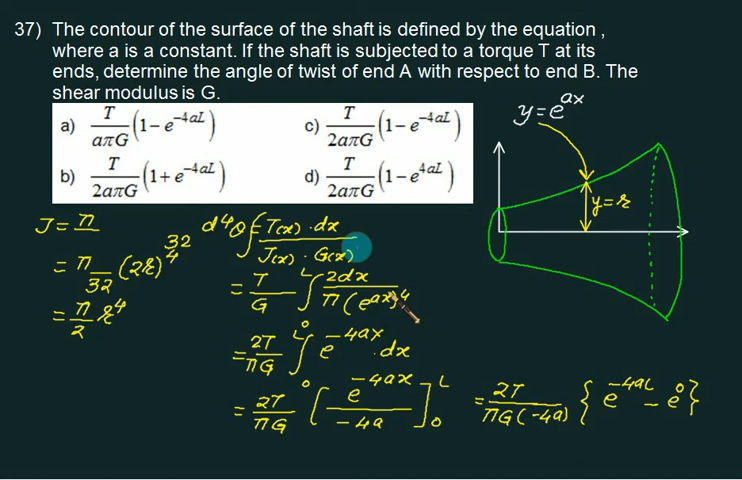 37) The contour of the surface of the shaft is defined by the equation ,
where a is a constant. If the shaft is subjected to a torque T at its
ends, determine the angle of twist of end A with respect to end B. The
shear modulus is G.
a) T/aπG (1 − e^−4aL)
c) T/2aπG (1 − e^−4aL)
b) T/2aπG (1 + e^−4aL)
d) T/2aπG (1 − e^4aL)
y = e^ax
y = r
J = π/32 d^4
= π/32 (2r)^4
= π/2 r^4
θ = ∫ T(x) · dx / J(x) · G(x)
= T/G ∫_0^L 2dx / π (e^ax)^4
= 2T/πG ∫_0^L e^−4ax · dx
= 2T/πG [e^−4ax / −4a]_0^L = 2T/πG(−4a) {e^−4aL − e^0}